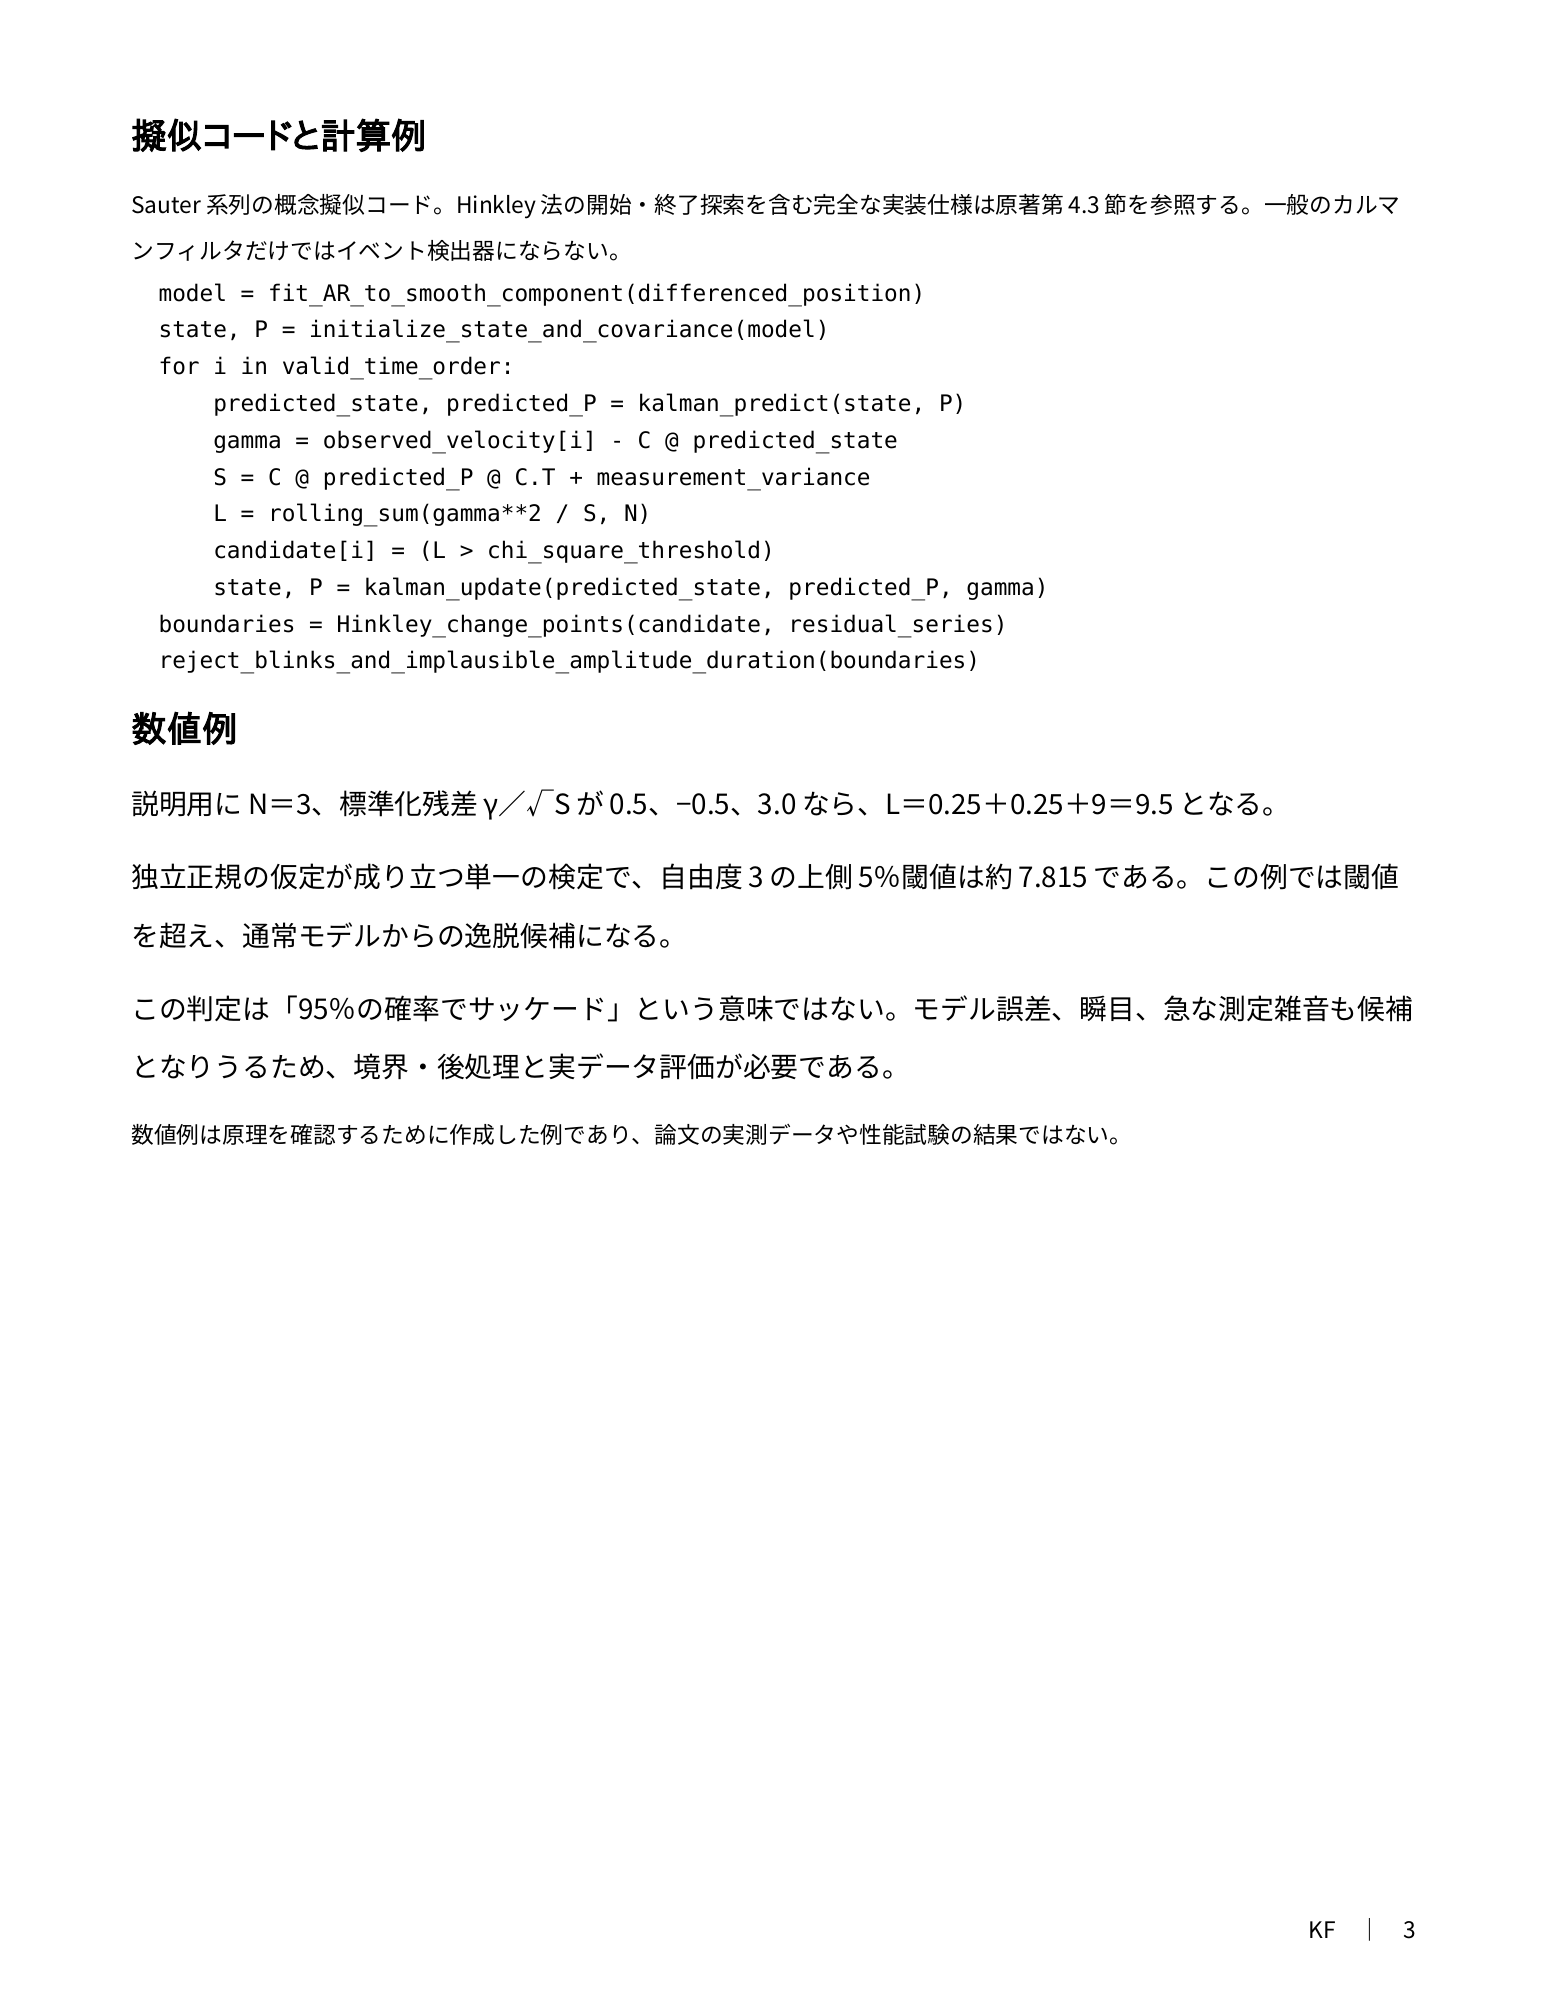 擬似コードと計算例
Sauter 系列の概念擬似コード。Hinkley 法の開始・終了探索を含む完全な実装仕様は原著第 4.3 節を参照する。一般のカルマ
ンフィルタだけではイベント検出器にならない。
model = fit_AR_to_smooth_component(differenced_position)
state, P = initialize_state_and_covariance(model)
for i in valid_time_order:
    predicted_state, predicted_P = kalman_predict(state, P)
    gamma = observed_velocity[i] - C @ predicted_state
    S = C @ predicted_P @ C.T + measurement_variance
    L = rolling_sum(gamma**2 / S, N)
    candidate[i] = (L > chi_square_threshold)
    state, P = kalman_update(predicted_state, predicted_P, gamma)
boundaries = Hinkley_change_points(candidate, residual_series)
reject_blinks_and_implausible_amplitude_duration(boundaries)
数値例
説明用に N＝3、標準化残差 γ／√S が 0.5、−0.5、3.0 なら、L＝0.25＋0.25＋9＝9.5 となる。
独立正規の仮定が成り立つ単一の検定で、自由度 3 の上側 5%閾値は約 7.815 である。この例では閾値
を超え、通常モデルからの逸脱候補になる。
この判定は「95%の確率でサッケード」という意味ではない。モデル誤差、瞬目、急な測定雑音も候補
となりうるため、境界・後処理と実データ評価が必要である。
数値例は原理を確認するために作成した例であり、論文の実測データや性能試験の結果ではない。
KF ｜ 3